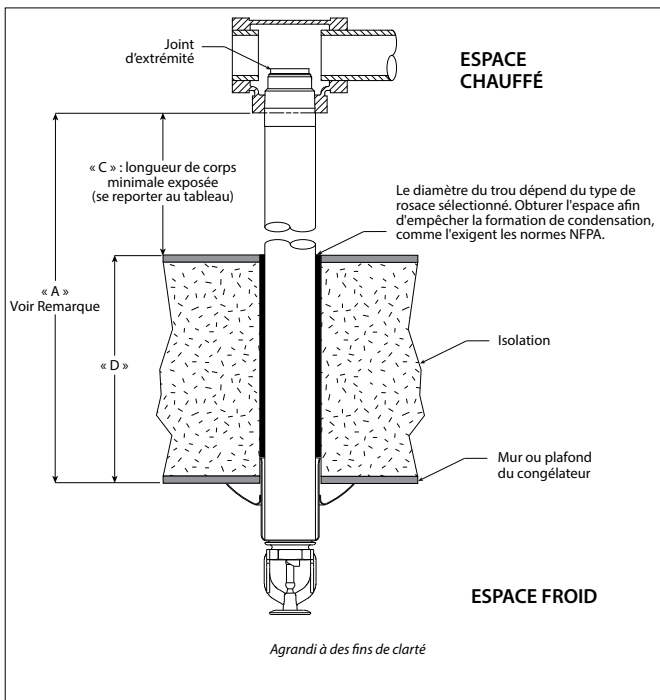 Joint
d'extrémité
ESPACE
CHAUFFÉ
« C » : longueur de corps
minimale exposée
(se reporter au tableau)
Le diamètre du trou dépend du type de
rosace sélectionné. Obturer l'espace afin
d'empêcher la formation de condensation,
comme l'exigent les normes NFPA.
« A »
Voir Remarque
« D »
Isolation
Mur ou plafond
du congélateur
ESPACE FROID
Agrandi à des fins de clarté